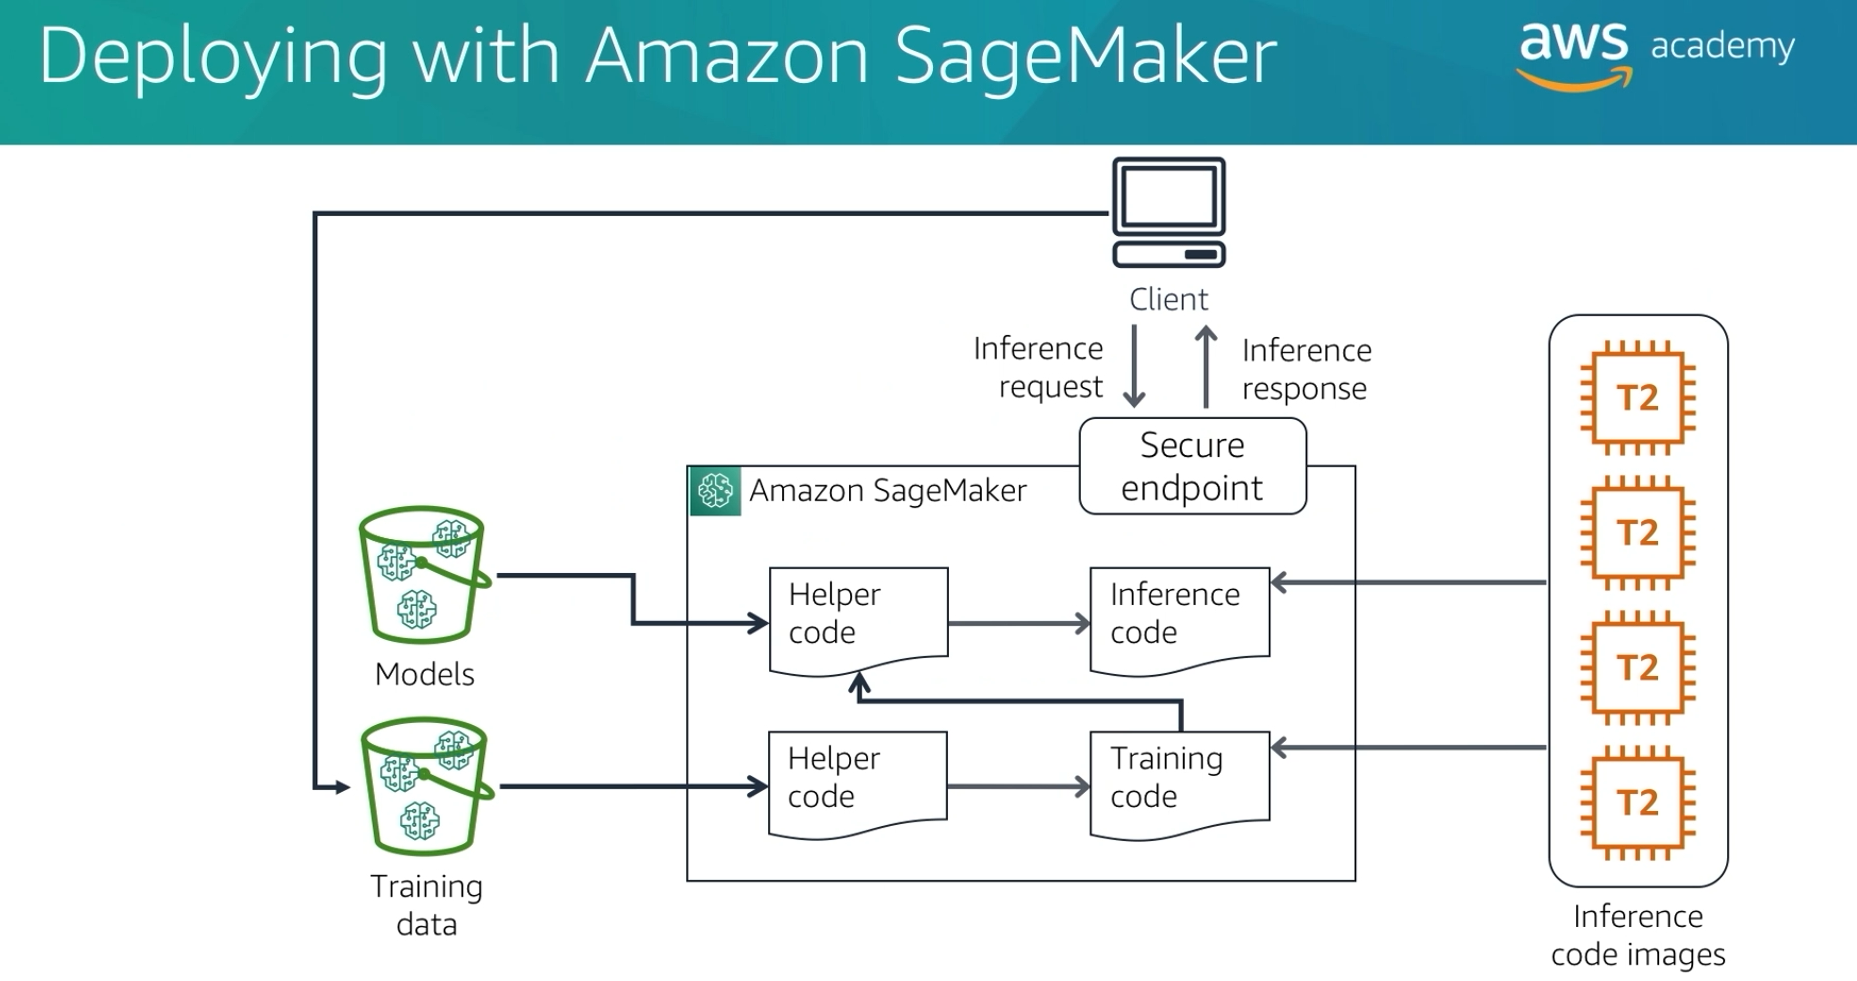 Deploying with Amazon SageMaker
aws academy
Client
Inference
request
Inference
response
Secure
endpoint
Amazon SageMaker
Models
Helper
code
Inference
code
Training
data
Helper
code
Training
code
T2
T2
T2
T2
Inference
code images